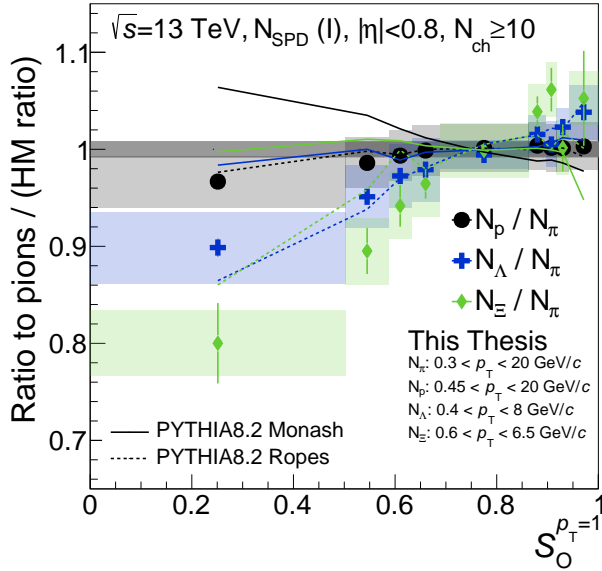 √s=13 TeV, N_SPD (I), |η|<0.8, N_ch≥10
Ratio to pions / (HM ratio)
1.1
1
0.9
0.8
0.7
N_p / N_π
N_Λ / N_π
N_Ξ / N_π
This Thesis
N_π: 0.3 < p_T < 20 GeV/c
N_p: 0.45 < p_T < 20 GeV/c
N_Λ: 0.4 < p_T < 8 GeV/c
N_Ξ: 0.6 < p_T < 6.5 GeV/c
PYTHIA8.2 Monash
PYTHIA8.2 Ropes
0 0.2 0.4 0.6 0.8 1
S_O^{p_T=1}